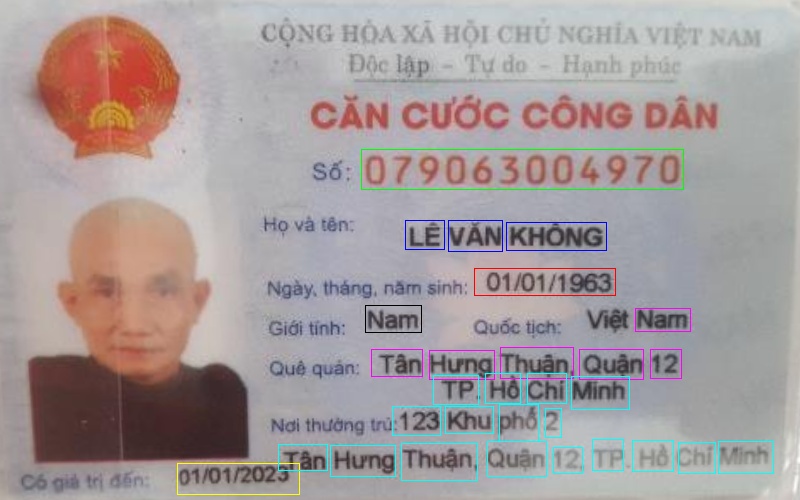 CỘNG HÒA XÃ HỘI CHỦ NGHĨA VIỆT NAM
Độc lập - Tự do - Hạnh phúc
CĂN CƯỚC CÔNG DÂN
Số: 079063004970
Họ và tên: LÊ VĂN KHÔNG
Ngày, tháng, năm sinh: 01/01/1963
Giới tính: Nam Quốc tịch: Việt Nam
Quê quán: Tân Hưng Thuận, Quận 12
TP. Hồ Chí Minh
Nơi thường trú: 123 Khu phố 2
Tân Hưng Thuận, Quận 12, TP. Hồ Chí Minh
Có giá trị đến: 01/01/2023